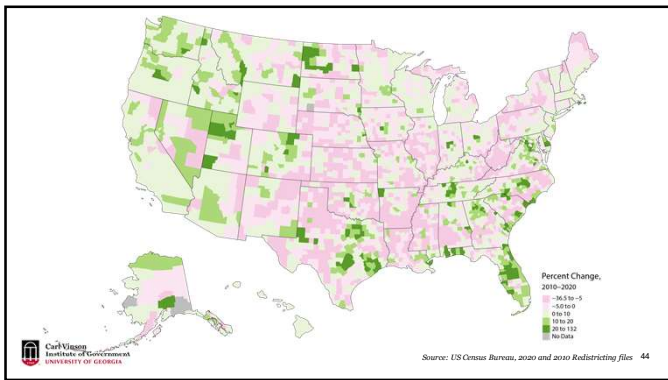 Percent Change,
2010–2020
−36.5 to −5
−5.0 to 0
0 to 10
10 to 20
20 to 132
No Data
Carl Vinson
Institute of Government
UNIVERSITY OF GEORGIA
Source: US Census Bureau, 2020 and 2010 Redistricting files 44